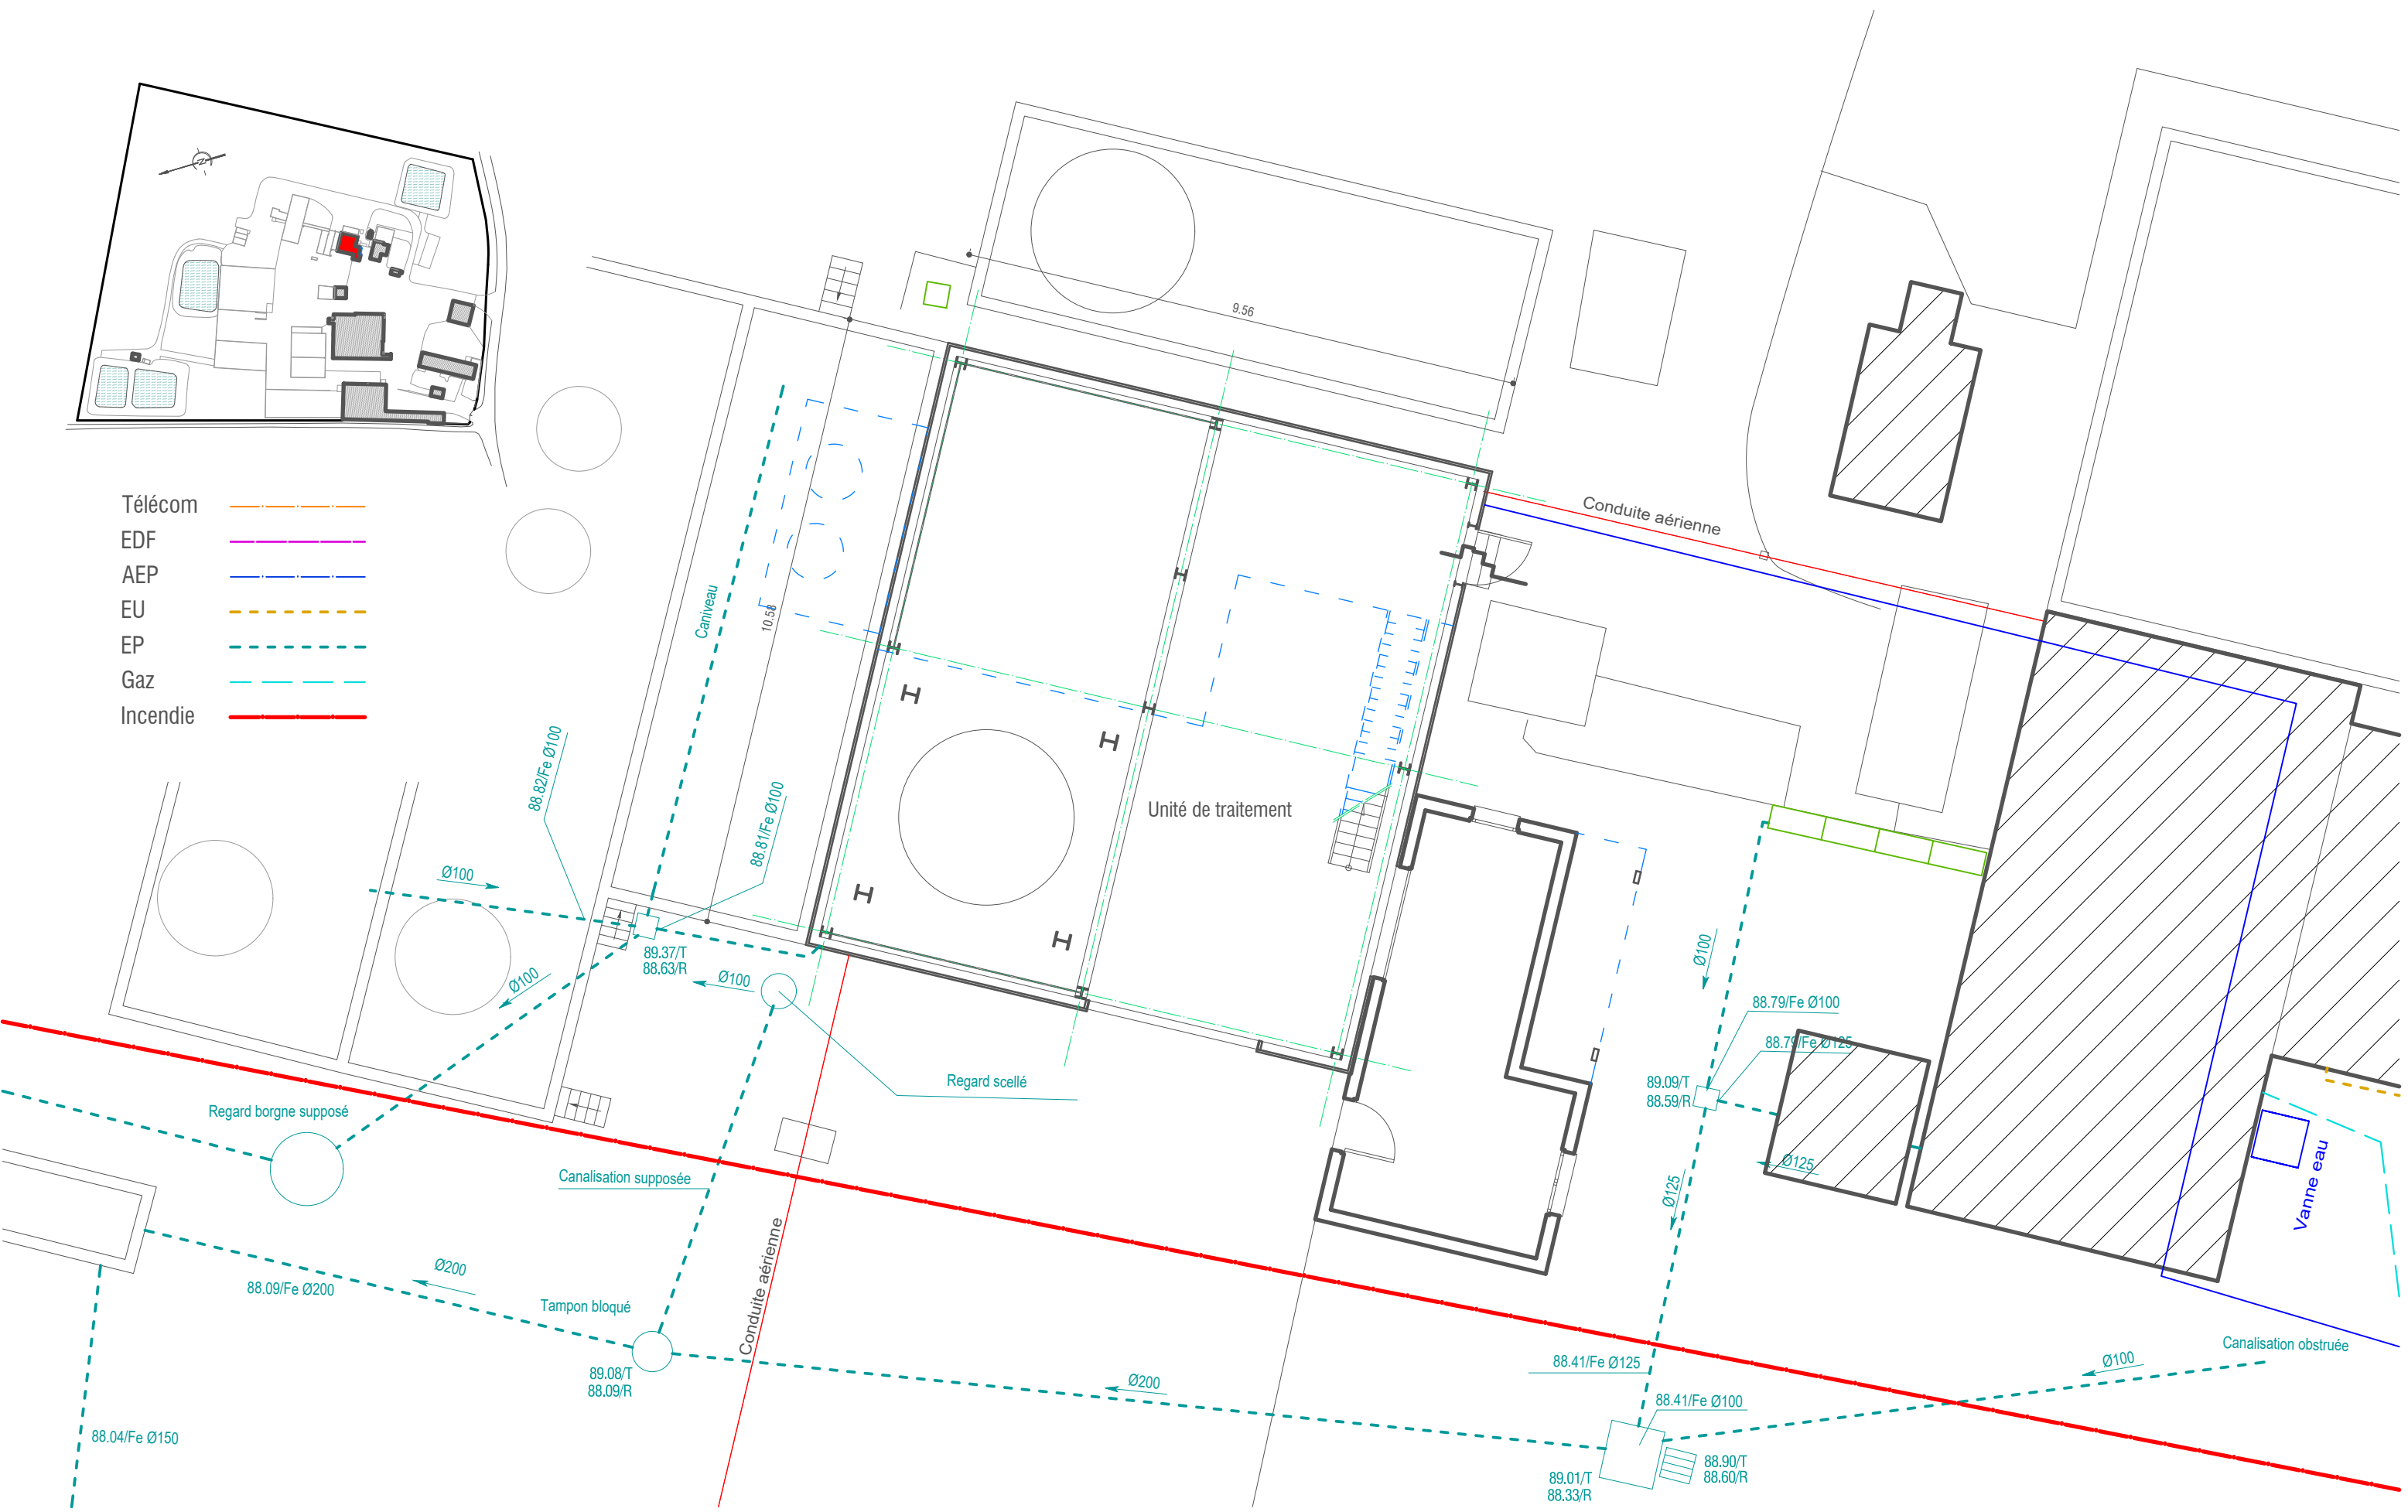 N
9.56
Conduite aérienne
Télécom
EDF
AEP
EU
EP
Gaz
Incendie
Caniveau
10.58
88.82/Fe Ø100
88.81/Fe Ø100
Unité de traitement
Ø100
89.37/T
88.63/R
Ø100
Ø100
Ø100
88.79/Fe Ø100
88.79/Fe Ø125
89.09/T
88.59/R
Regard scellé
Regard borgne supposé
Canalisation supposée
Ø125
Ø125
Vanne eau
Conduite aérienne
Ø200
88.09/Fe Ø200
Tampon bloqué
89.08/T
88.09/R
Ø200
88.41/Fe Ø125
Canalisation obstruée
Ø100
88.41/Fe Ø100
88.04/Fe Ø150
89.01/T
88.33/R
88.90/T
88.60/R